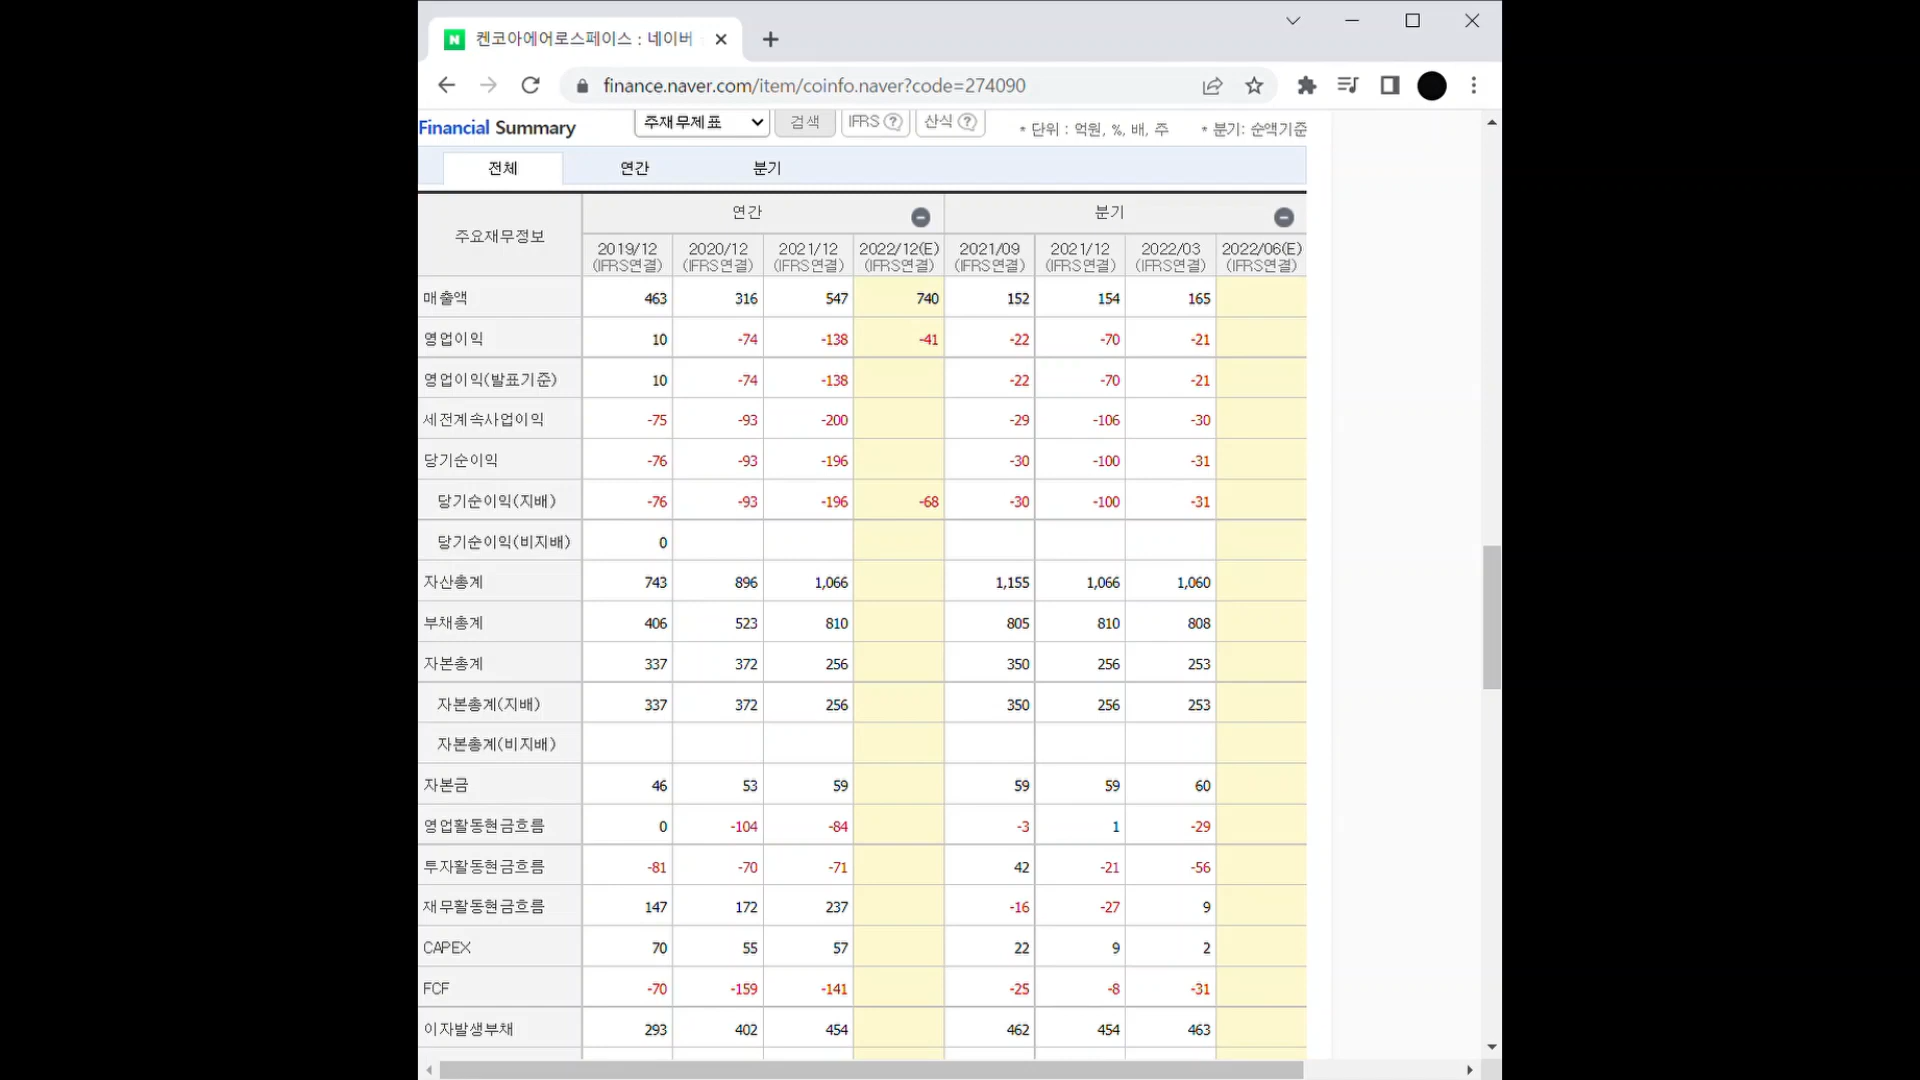 켄코아에어로스페이스 : 네이버
finance.naver.com/item/coinfo.naver?code=274090
Financial Summary 주재무제표 검색 IFRS ? 산식 ? * 단위 : 억원, %, 배, 주 * 분기: 순액기준
전체 연간 분기
주요재무정보 연간 분기
2019/12 2020/12 2021/12 2022/12(E) 2021/09 2021/12 2022/03 2022/06(E)
(IFRS연결) (IFRS연결) (IFRS연결) (IFRS연결) (IFRS연결) (IFRS연결) (IFRS연결) (IFRS연결)
매출액 463 316 547 740 152 154 165
영업이익 10 -74 -138 -41 -22 -70 -21
영업이익(발표기준) 10 -74 -138 -22 -70 -21
세전계속사업이익 -75 -93 -200 -29 -106 -30
당기순이익 -76 -93 -196 -30 -100 -31
당기순이익(지배) -76 -93 -196 -68 -30 -100 -31
당기순이익(비지배) 0
자산총계 743 896 1,066 1,155 1,066 1,060
부채총계 406 523 810 805 810 808
자본총계 337 372 256 350 256 253
자본총계(지배) 337 372 256 350 256 253
자본총계(비지배)
자본금 46 53 59 59 59 60
영업활동현금흐름 0 -104 -84 -3 1 -29
투자활동현금흐름 -81 -70 -71 42 -21 -56
재무활동현금흐름 147 172 237 -16 -27 9
CAPEX 70 55 57 22 9 2
FCF -70 -159 -141 -25 -8 -31
이자발생부채 293 402 454 462 454 463